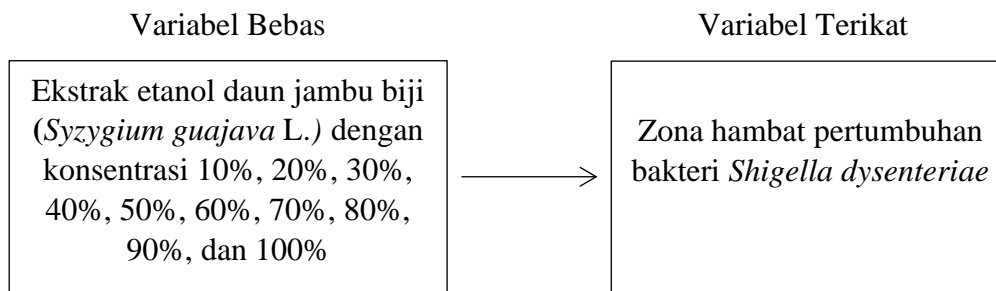 Variabel Bebas
Variabel Terikat
Ekstrak etanol daun jambu biji
(Syzygium guajava L.) dengan
konsentrasi 10%, 20%, 30%,
40%, 50%, 60%, 70%, 80%,
90%, dan 100%
Zona hambat pertumbuhan
bakteri Shigella dysenteriae